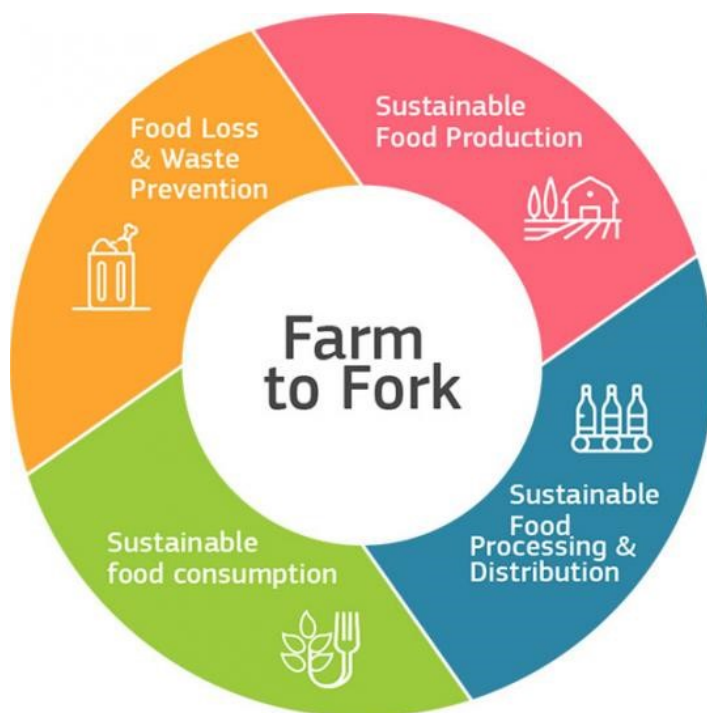 Farm
to Fork
Sustainable
Food Production
Sustainable
Food
Processing &
Distribution
Sustainable
food consumption
Food Loss
& Waste
Prevention